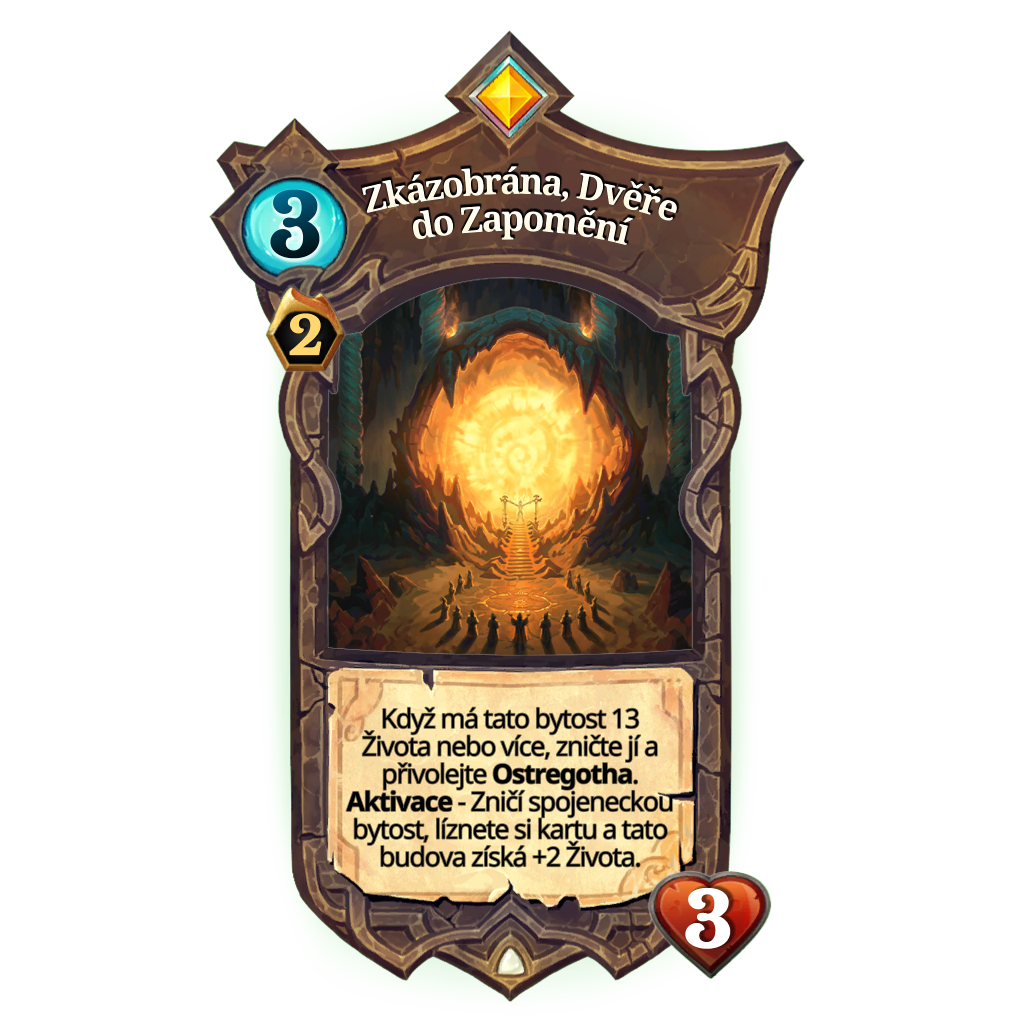 Zkázobrána, Dvěře
do Zapomění
3
2
Když má tato bytost 13
Života nebo více, zničte jí a
přivolejte Ostregotha.
Aktivace - Zničí spojeneckou
bytost, líznete si kartu a tato
budova získá +2 Života.
3